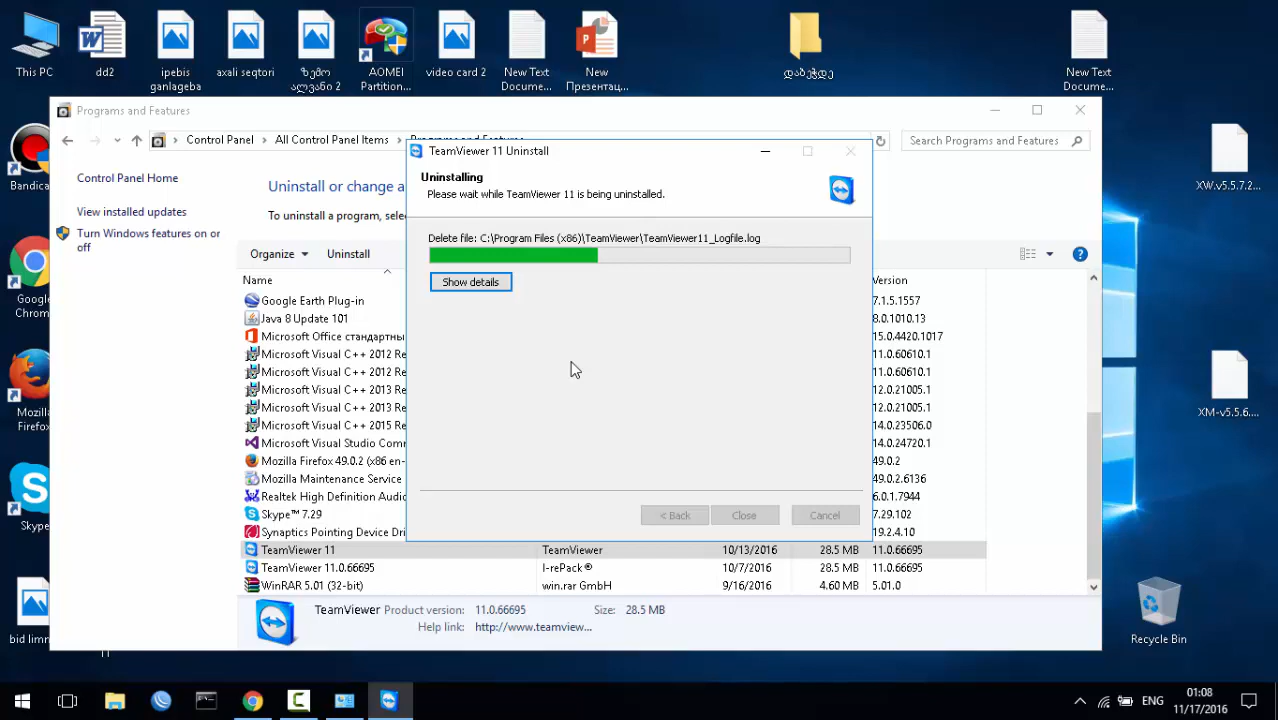 This PC
dd2
ipebis
ganlageba
axali seqtori
ზემო
ალვანი 2
AOMEI
Partition...
video card 2
New Text
Docume...
New
Презентац...
დაბეჭდე
New Text
Docume...
Programs and Features
Control Panel
All Control Panel Items
Programs and Features
Search Programs and Features
Control Panel Home
View installed updates
Turn Windows features on or
off
Uninstall or change a
To uninstall a program, selec
Organize
Uninstall
Name
Version
Google Earth Plug-in
7.1.5.1557
Java 8 Update 101
8.0.1010.13
Microsoft Office стандартны
15.0.4420.1017
Microsoft Visual C++ 2012 Re
11.0.60610.1
Microsoft Visual C++ 2012 Re
11.0.60610.1
Microsoft Visual C++ 2013 Re
12.0.21005.1
Microsoft Visual C++ 2013 Re
12.0.21005.1
Microsoft Visual C++ 2015 Re
14.0.23506.0
Microsoft Visual Studio Comm
14.0.24720.1
Mozilla Firefox 49.0.2 (x86 en-
49.0.2
Mozilla Maintenance Service
49.0.2.6136
Realtek High Definition Audio
6.0.1.7944
Skype™ 7.29
7.29.102
Synaptics Pointing Device Dri
19.2.4.10
TeamViewer 11 TeamViewer 10/13/2016 28.5 MB 11.0.66695
TeamViewer 11.0.66695 l-rePack® 10/7/2016 28.5 MB 11.0.66695
WinRAR 5.01 (32-bit) win.rar GmbH 9/16/2016 4.60 MB 5.01.0
TeamViewer Product version: 11.0.66695 Size: 28.5 MB
Help link: http://www.teamview...
TeamViewer 11 Uninstall
Uninstalling
Please wait while TeamViewer 11 is being uninstalled.
Delete file: C:\Program Files (x86)\TeamViewer\TeamViewer11_Logfile.log
Show details
< Back
Close
Cancel
Bandica
Google
Chrom
Mozilla
Firefox
S
Skype
bid limn
XW.v5.5.7.2...
XM-v5.5.6....
Recycle Bin
ENG
01:08
11/17/2016